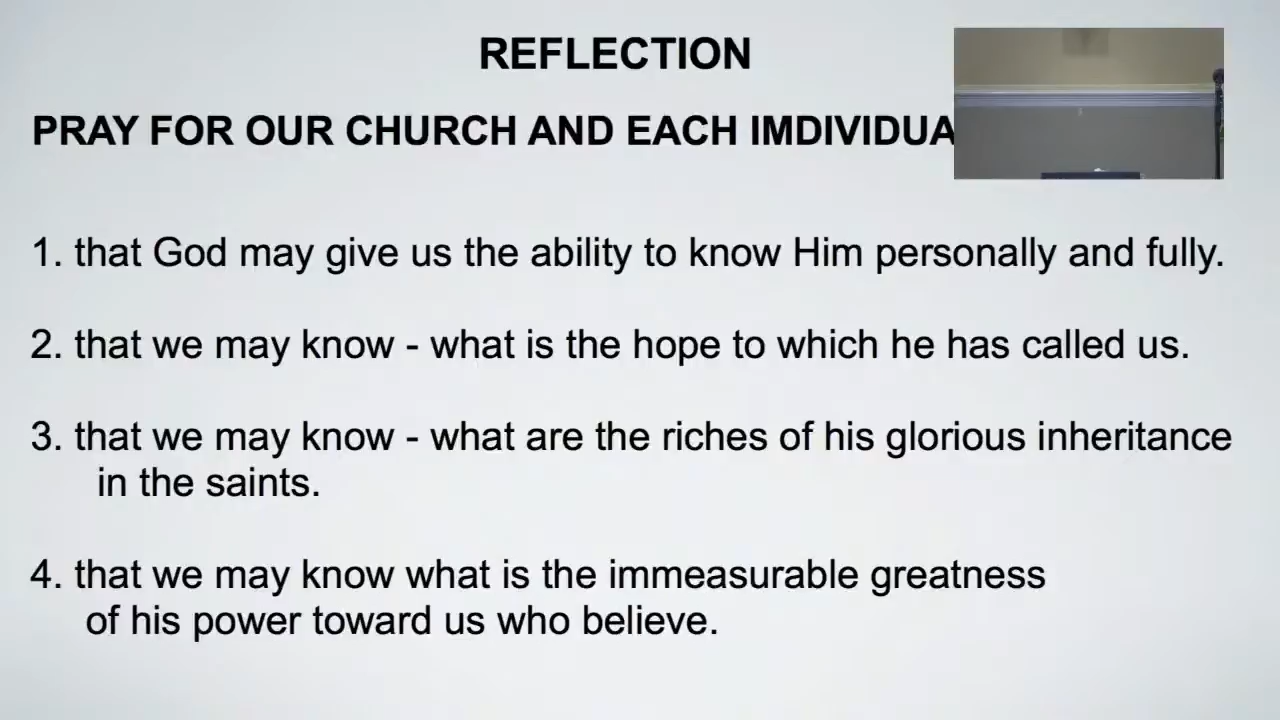 REFLECTION
PRAY FOR OUR CHURCH AND EACH IMDIVIDUA
1. that God may give us the ability to know Him personally and fully.
2. that we may know - what is the hope to which he has called us.
3. that we may know - what are the riches of his glorious inheritance
in the saints.
4. that we may know what is the immeasurable greatness
of his power toward us who believe.